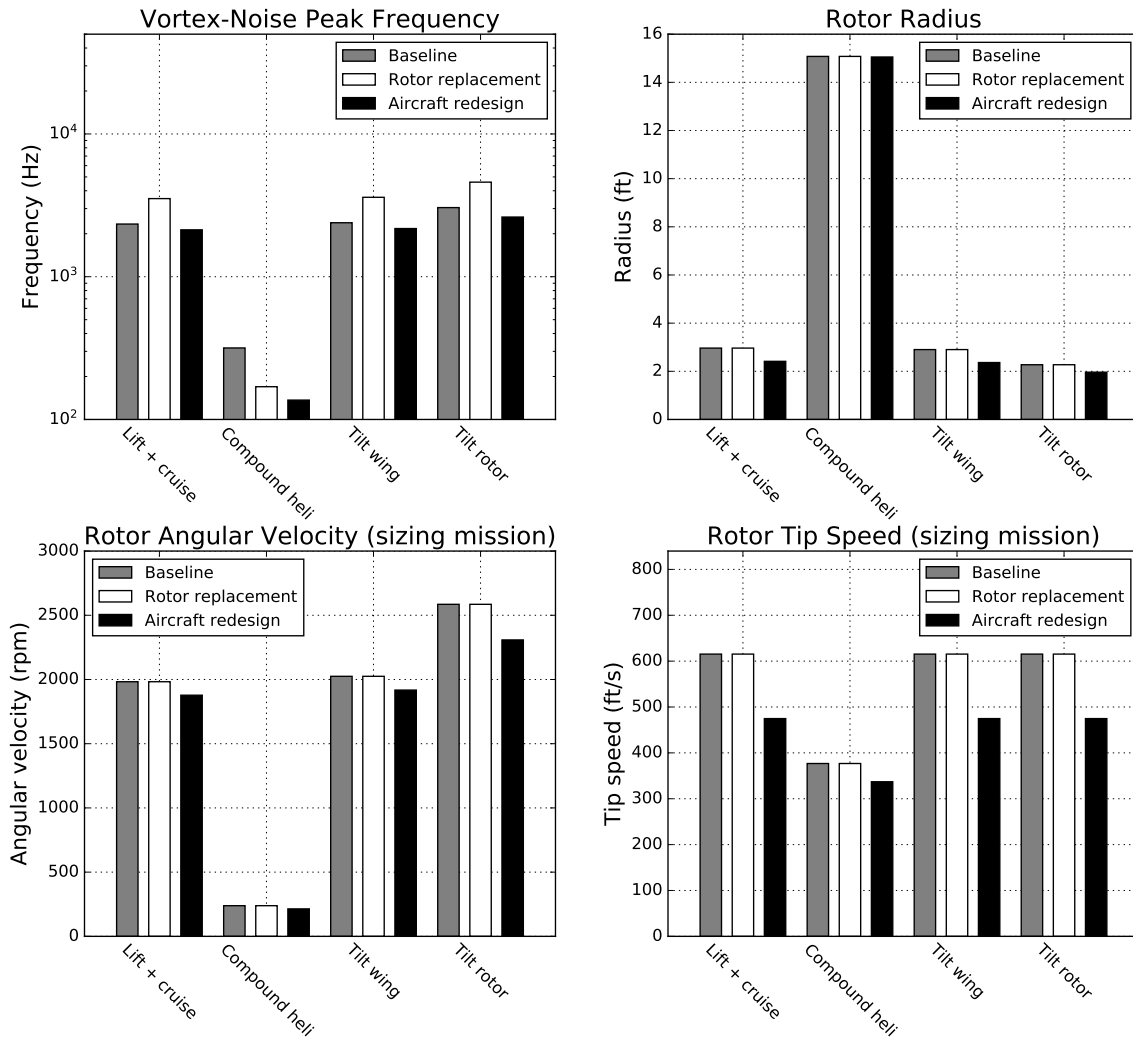 Vortex-Noise Peak Frequency
Frequency (Hz)
10^4
10^3
10^2
Baseline
Rotor replacement
Aircraft redesign
Lift + cruise
Compound heli
Tilt wing
Tilt rotor
Rotor Radius
Radius (ft)
16
14
12
10
8
6
4
2
0
Baseline
Rotor replacement
Aircraft redesign
Lift + cruise
Compound heli
Tilt wing
Tilt rotor
Rotor Angular Velocity (sizing mission)
Angular velocity (rpm)
3000
2500
2000
1500
1000
500
0
Baseline
Rotor replacement
Aircraft redesign
Lift + cruise
Compound heli
Tilt wing
Tilt rotor
Rotor Tip Speed (sizing mission)
Tip speed (ft/s)
800
700
600
500
400
300
200
100
0
Baseline
Rotor replacement
Aircraft redesign
Lift + cruise
Compound heli
Tilt wing
Tilt rotor